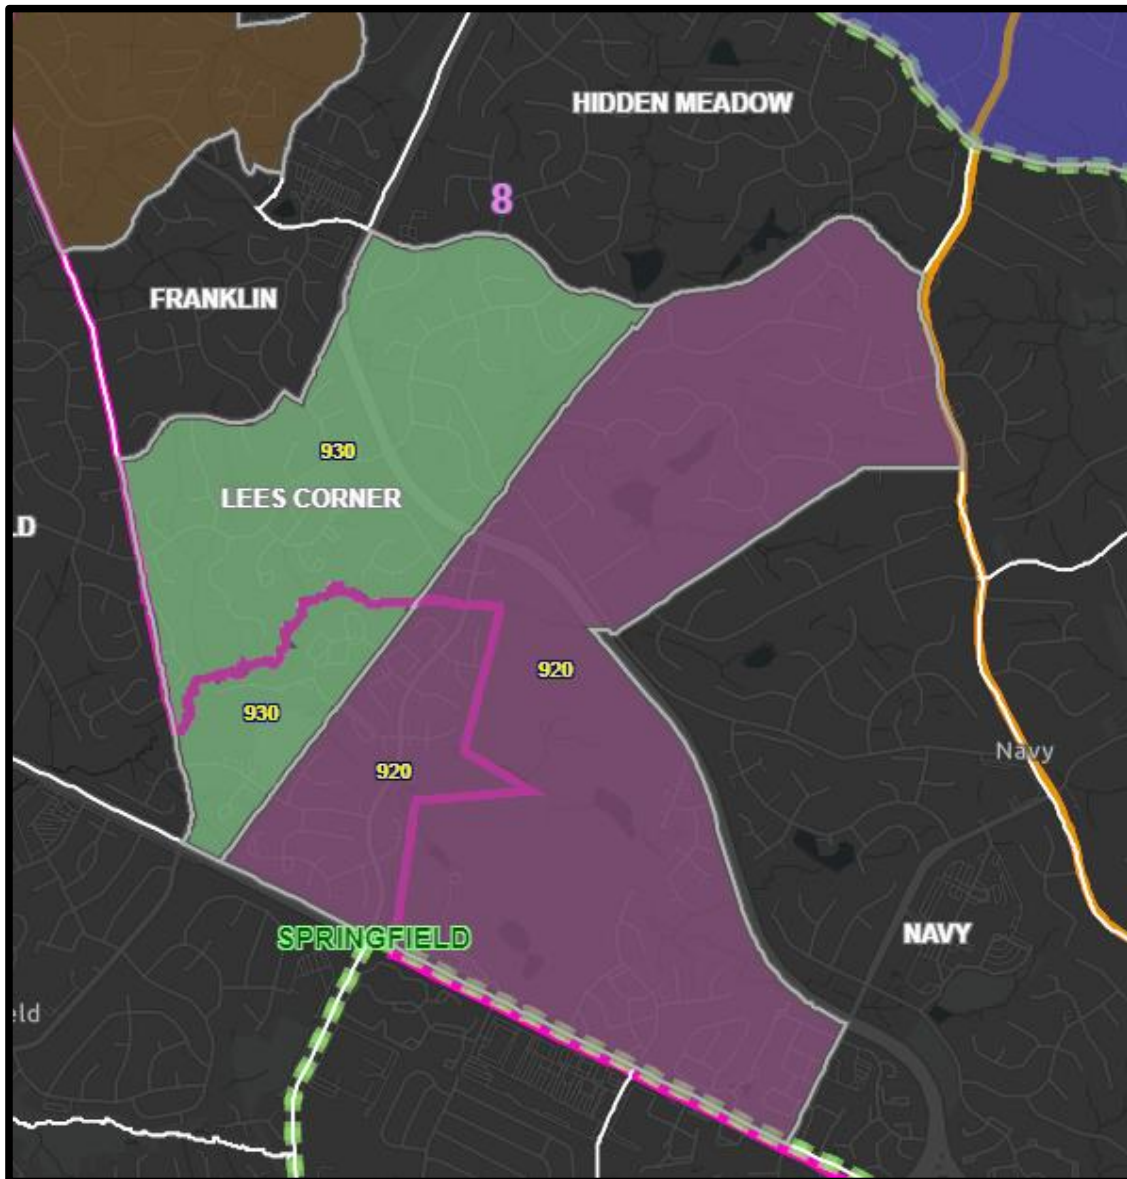 HIDDEN MEADOW
8
FRANKLIN
930
LEES CORNER
LD
920
930
Navy
920
NAVY
SPRINGFIELD
eld